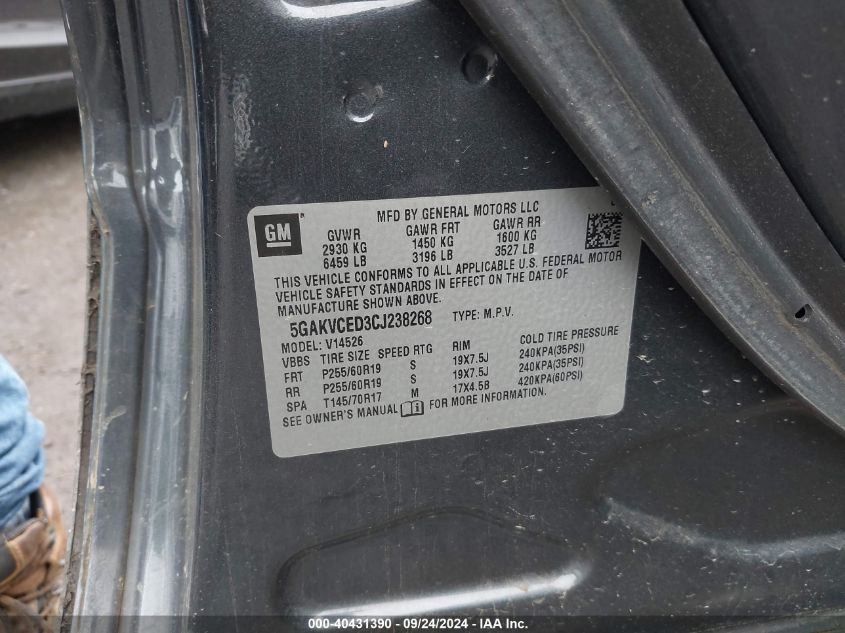 GM
MFD BY GENERAL MOTORS LLC
GVWR GAWR FRT GAWR RR
2930 KG 1450 KG 1600 KG
6459 LB 3196 LB 3527 LB
THIS VEHICLE CONFORMS TO ALL APPLICABLE U.S. FEDERAL MOTOR
VEHICLE SAFETY STANDARDS IN EFFECT ON THE DATE OF
MANUFACTURE SHOWN ABOVE.
5GAKVCED3CJ238268 TYPE: M.P.V.
MODEL: V14526
VBBS TIRE SIZE SPEED RTG RIM COLD TIRE PRESSURE
FRT P255/60R19 S 19X7.5J 240KPA(35PSI)
RR P255/60R19 S 19X7.5J 240KPA(35PSI)
SPA T145/70R17 M 17X4.5B 420KPA(60PSI)
SEE OWNER'S MANUAL FOR MORE INFORMATION.
000-40431390 - 09/24/2024 - IAA, Inc.